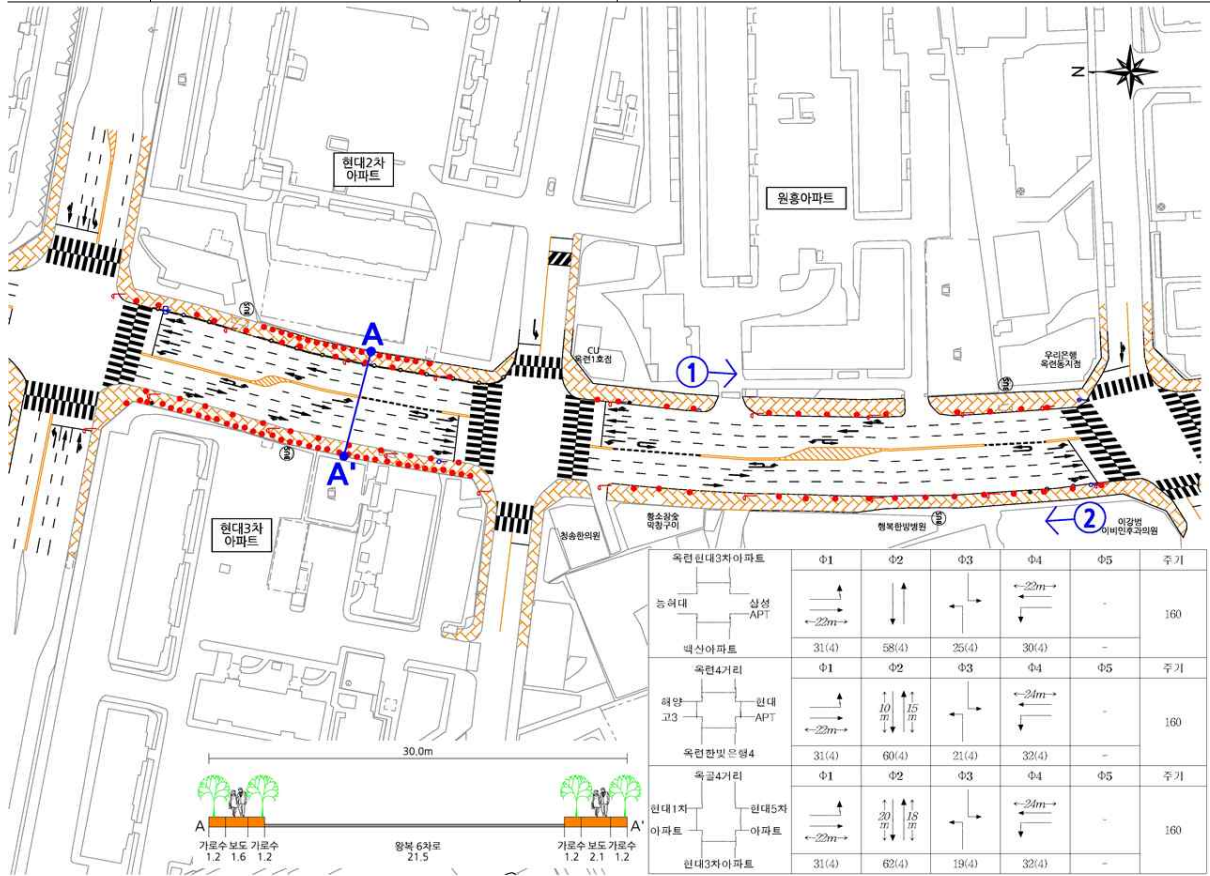 N
현대2차
아파트
원흥아파트
BUS
A
A'
CU
옥련1호점
①
우리은행
옥련동지점
BUS
BUS
현대3차
아파트
청송한의원
황소장숯
막창구이
행복한방병원
BUS
②
이강범
이비인후과의원
옥련현대3차아파트
Φ1 Φ2 Φ3 Φ4 Φ5 주기
능허대 삼성
APT
22m 22m - 160
백산아파트
31(4) 58(4) 25(4) 30(4) -
옥련4거리
Φ1 Φ2 Φ3 Φ4 Φ5 주기
해양 현대
고3 APT
22m 10m 15m 24m - 160
옥련한빛은행4
31(4) 60(4) 21(4) 32(4) -
옥골4거리
Φ1 Φ2 Φ3 Φ4 Φ5 주기
현대1차 현대5차
아파트 아파트
22m 20m 18m 24m - 160
현대3차아파트
31(4) 62(4) 19(4) 32(4) -
30.0m
A A'
가로수 보도 가로수 왕복 6차로 가로수 보도 가로수
1.2 1.6 1.2 21.5 1.2 2.1 1.2